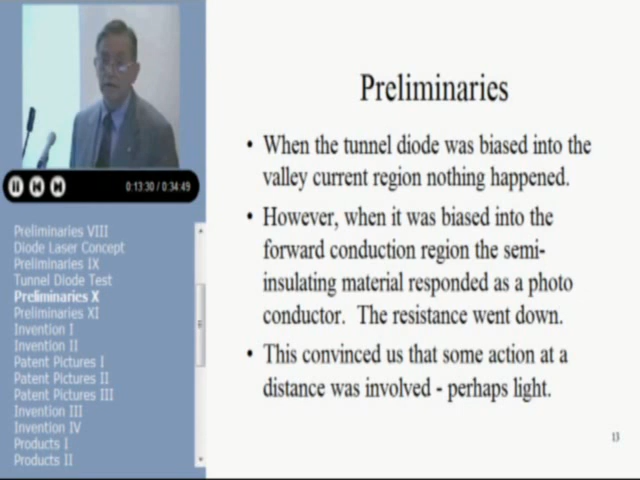 0:13:30 / 0:34:49
Preliminaries VIII
Diode Laser Concept
Preliminaries IX
Tunnel Diode Test
Preliminaries X
Preliminaries XI
Invention I
Invention II
Patent Pictures I
Patent Pictures II
Patent Pictures III
Invention III
Invention IV
Products I
Products II
Preliminaries
• When the tunnel diode was biased into the
valley current region nothing happened.
• However, when it was biased into the
forward conduction region the semi-
insulating material responded as a photo
conductor. The resistance went down.
• This convinced us that some action at a
distance was involved - perhaps light.
13